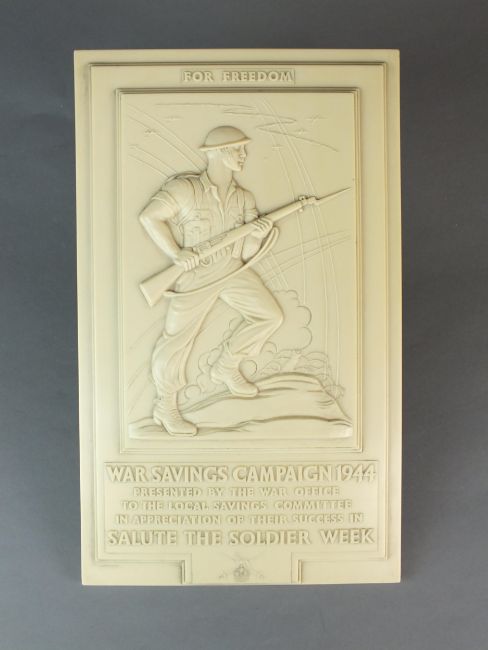 FOR FREEDOM
WAR SAVINGS CAMPAIGN 1944
PRESENTED BY THE WAR OFFICE
TO THE LOCAL SAVINGS COMMITTEE
IN APPRECIATION OF THEIR SUCCESS IN
SALUTE THE SOLDIER WEEK